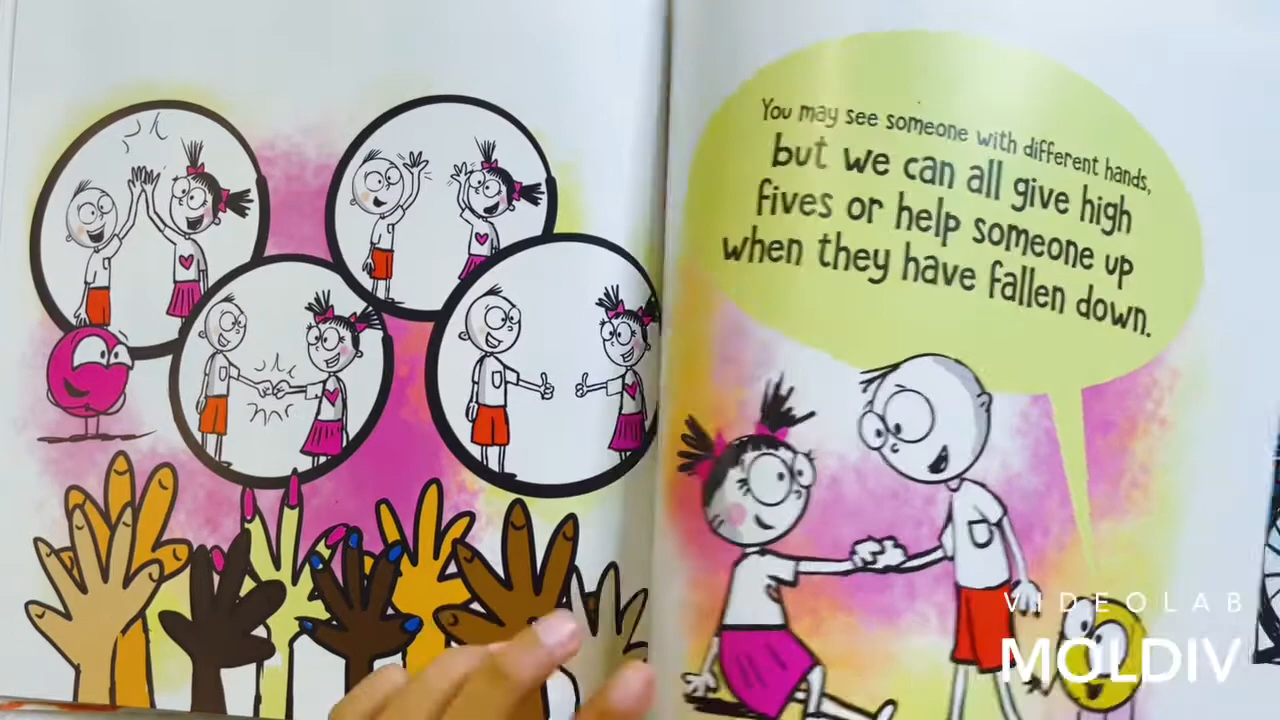 You may see someone with different hands,
but we can all give high
fives or help someone up
when they have fallen down.
VIDEOLAB
MOLDIV